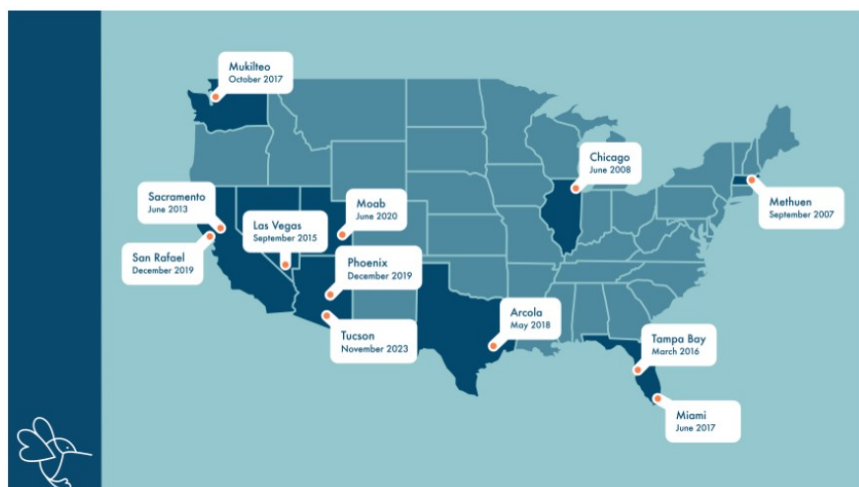 Mukilteo
October 2017
Chicago
June 2008
Methuen
September 2007
Sacramento
June 2013
Moab
June 2020
Las Vegas
September 2015
San Rafael
December 2019
Phoenix
December 2019
Arcola
May 2018
Tucson
November 2023
Tampa Bay
March 2016
Miami
June 2017